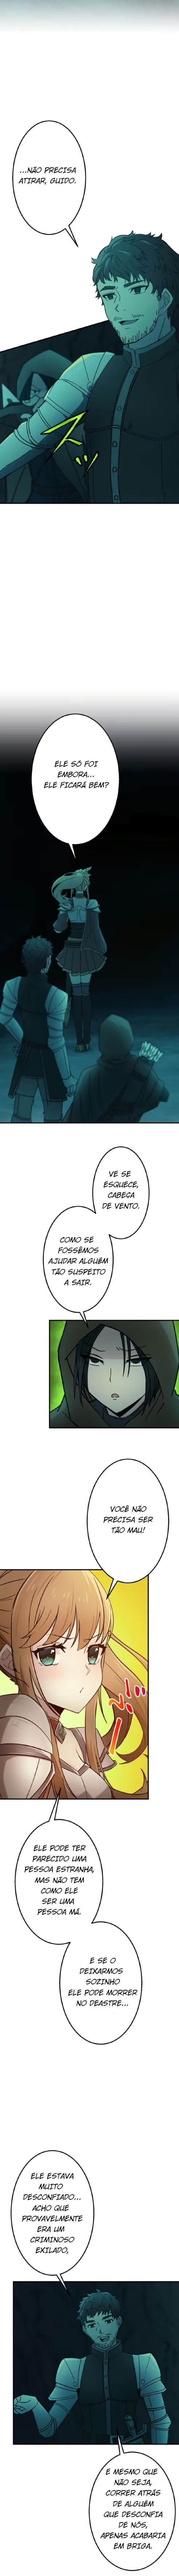 ...NÃO PRECISA
ATIRAR, GUIDO.
ズッ
ELE SÓ FOI
EMBORA...
ELE FICARÁ BEM?
VE SE
ESQUECE,
CABEÇA
DE VENTO.
COMO SE
FOSSÊMOS
AJUDAR ALGUÉM
TÃO SUSPEITO
A SAIR.
VOCÊ NÃO
PRECISA SER
TÃO MAU!
ELE PODE TER
PARECIDO UMA
PESSOA ESTRANHA,
MAS NÃO TEM
COMO ELE
SER UMA
PESSOA MÁ.
E SE O
DEIXARMOS
SOZINHO
ELE PODE MORRER
NO DEASTRE...
ELE ESTAVA
MUITO
DESCONFIADO...
ACHO QUE
PROVAVELMENTE
ERA UM
CRIMINOSO
EXILADO,
E MESMO QUE
NÃO SEJA,
CORRER ATRÁS
DE ALGUÉM
QUE DESCONFIA
DE NÓS,
APENAS ACABARIA
EM BRIGA.